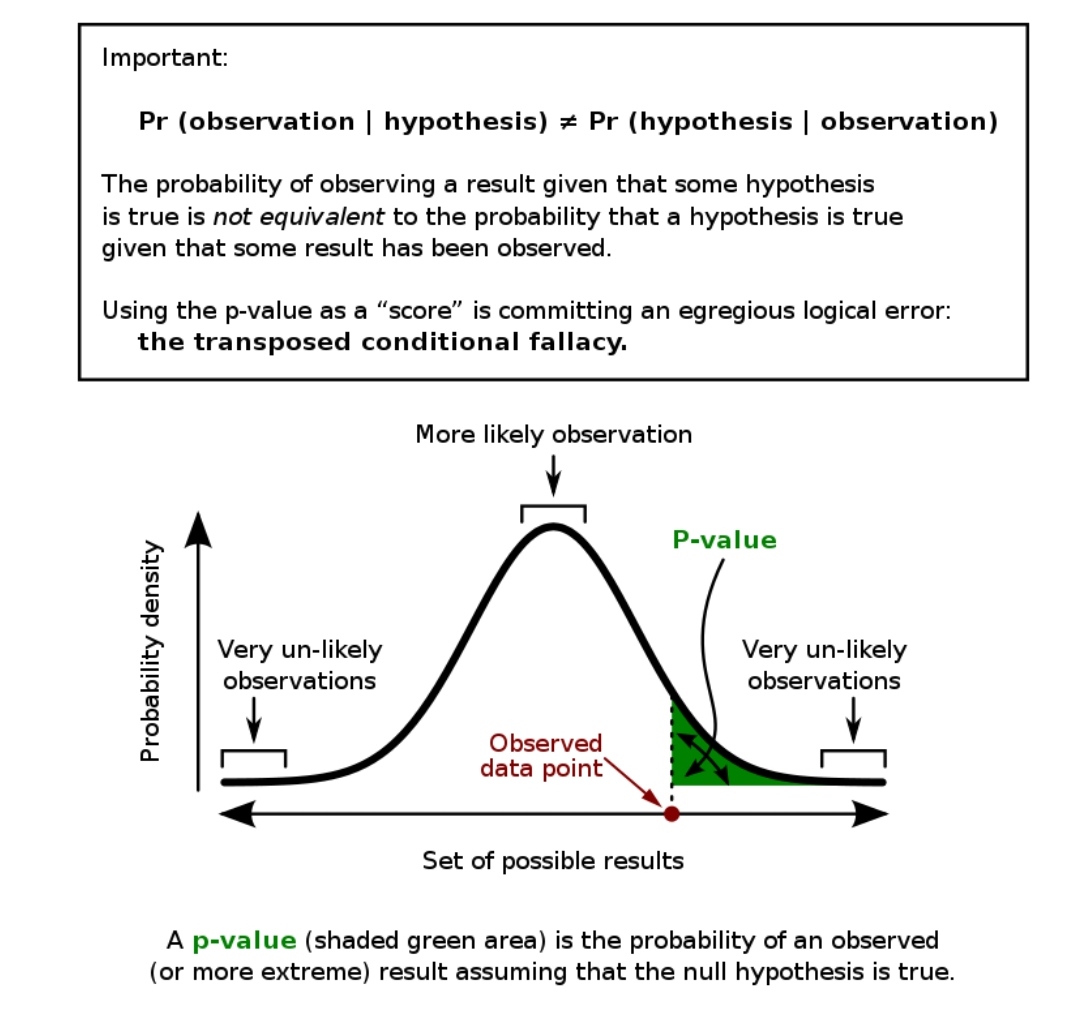 Important:
Pr (observation | hypothesis) ≠ Pr (hypothesis | observation)
The probability of observing a result given that some hypothesis
is true is not equivalent to the probability that a hypothesis is true
given that some result has been observed.
Using the p-value as a “score” is committing an egregious logical error:
the transposed conditional fallacy.
More likely observation
P-value
Probability density
Very un-likely
observations
Very un-likely
observations
Observed
data point
Set of possible results
A p-value (shaded green area) is the probability of an observed
(or more extreme) result assuming that the null hypothesis is true.